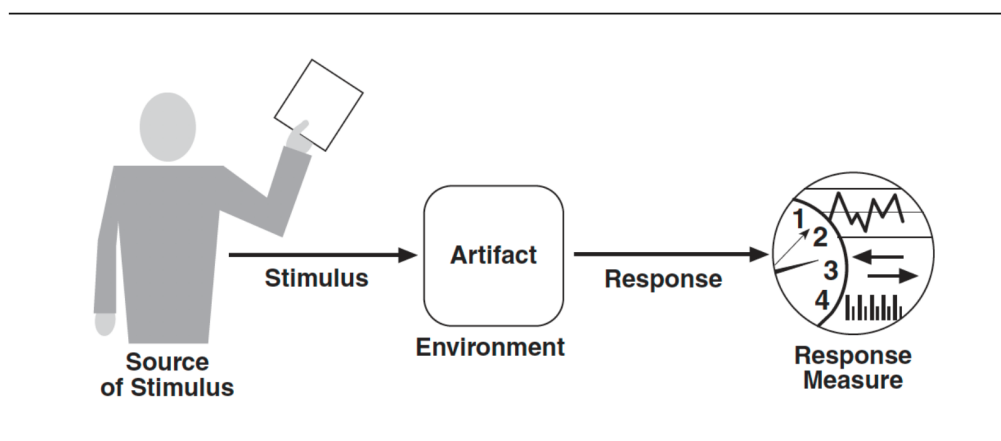 Stimulus
Artifact
Environment
Response
1
2
3
4
Source
of Stimulus
Response
Measure